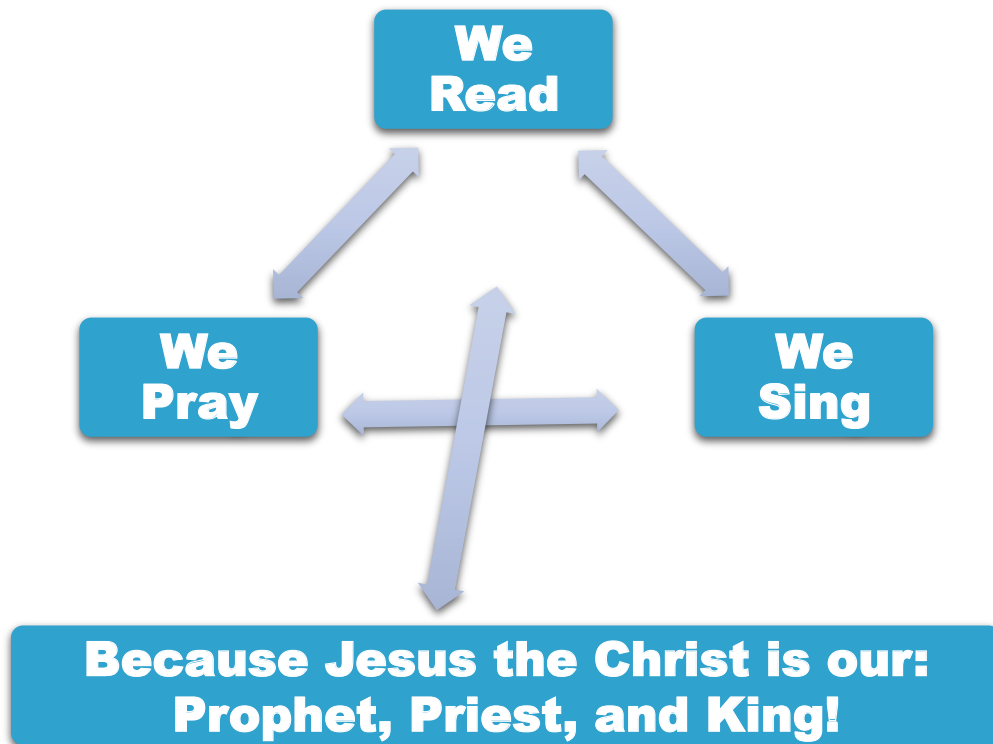 We
Read
We
Pray
We
Sing
Because Jesus the Christ is our:
Prophet, Priest, and King!